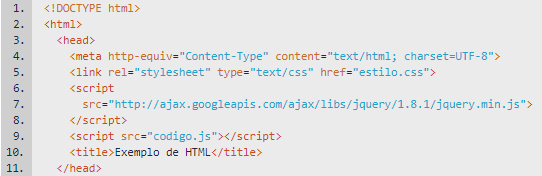 1. <!DOCTYPE html>
2. <html>
3. <head>
4. <meta http-equiv="Content-Type" content="text/html; charset=UTF-8">
5. <link rel="stylesheet" type="text/css" href="estilo.css">
6. <script
7. src="http://ajax.googleapis.com/ajax/libs/jquery/1.8.1/jquery.min.js">
8. </script>
9. <script src="codigo.js"></script>
10. <title>Exemplo de HTML</title>
11. </head>